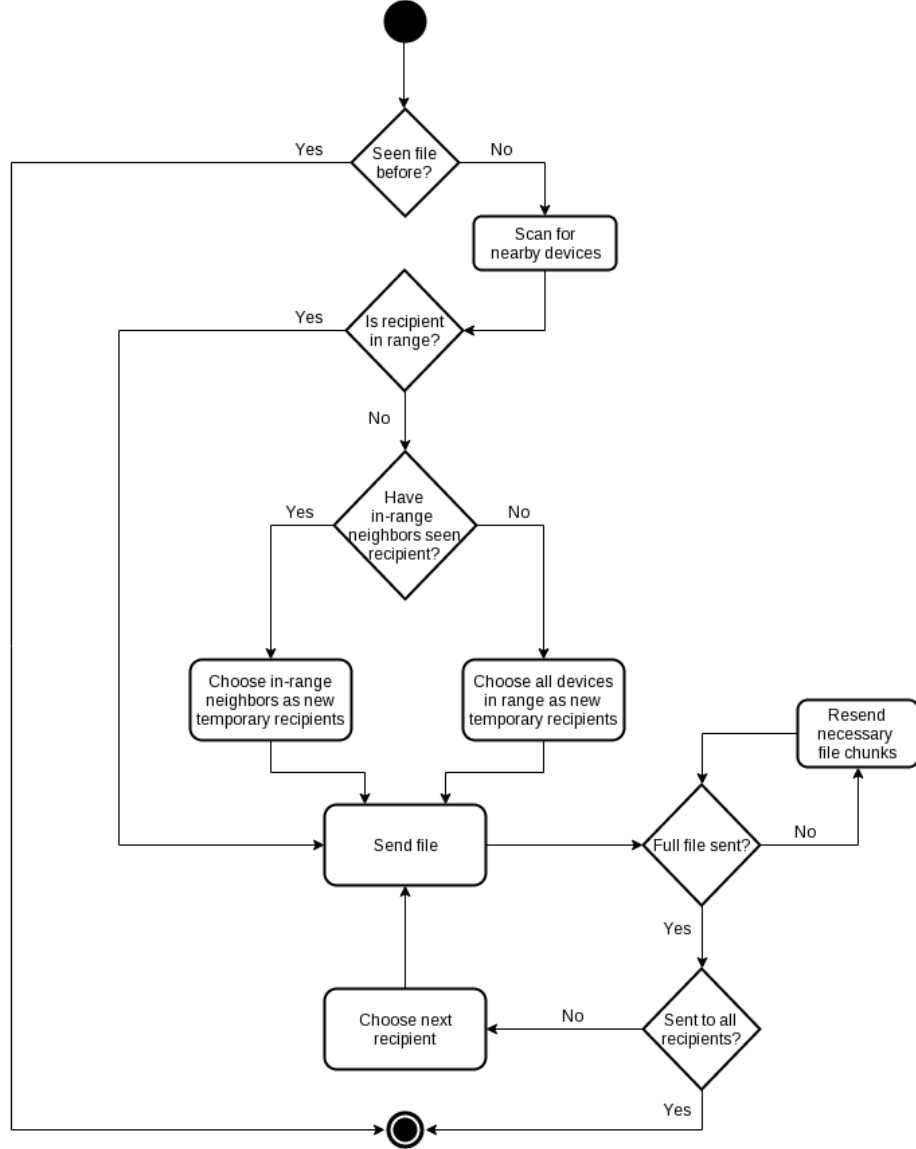 Yes
Seen file
before?
No
Scan for
nearby devices
Yes
Is recipient
in range?
No
Have
in-range
neighbors seen
recipient?
Yes
No
Choose in-range
neighbors as new
temporary recipients
Choose all devices
in range as new
temporary recipients
Resend
necessary
file chunks
Send file
Full file sent?
No
Yes
Choose next
recipient
No
Sent to all
recipients?
Yes